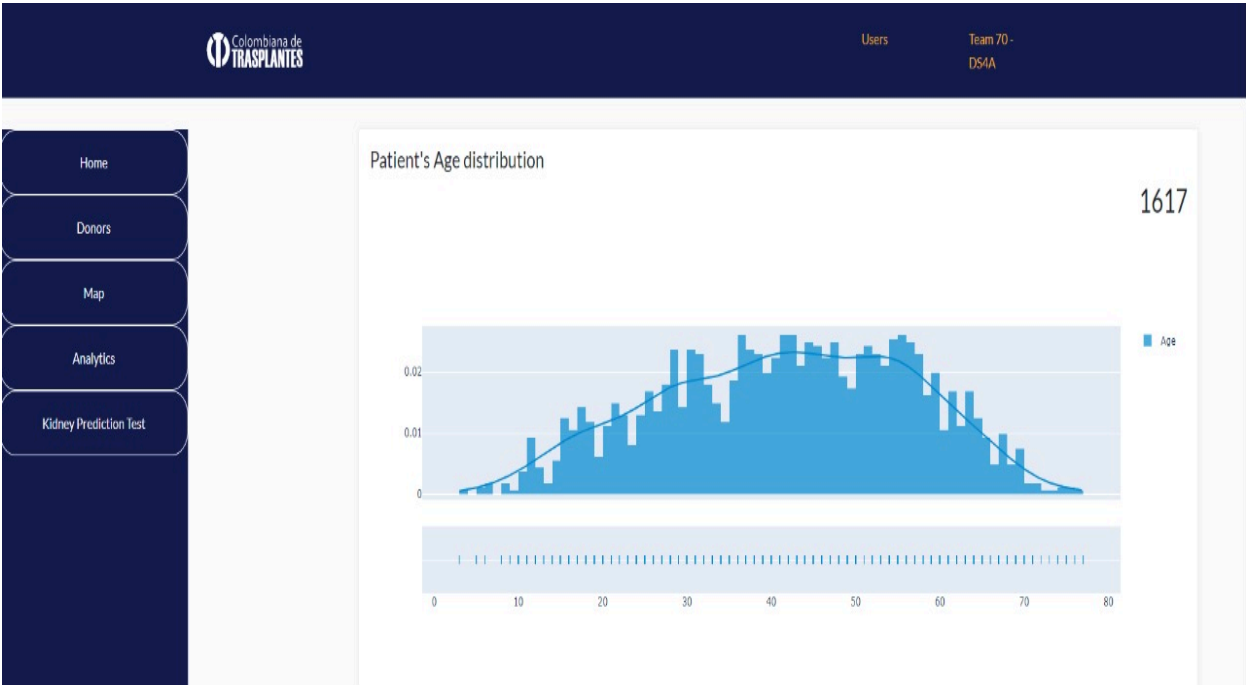 Colombiana de
TRASPLANTES
Users
Team 70 -
DS4A
Home
Donors
Map
Analytics
Kidney Prediction Test
Patient's Age distribution
1617
Age
0.02
0.01
0
0 10 20 30 40 50 60 70 80